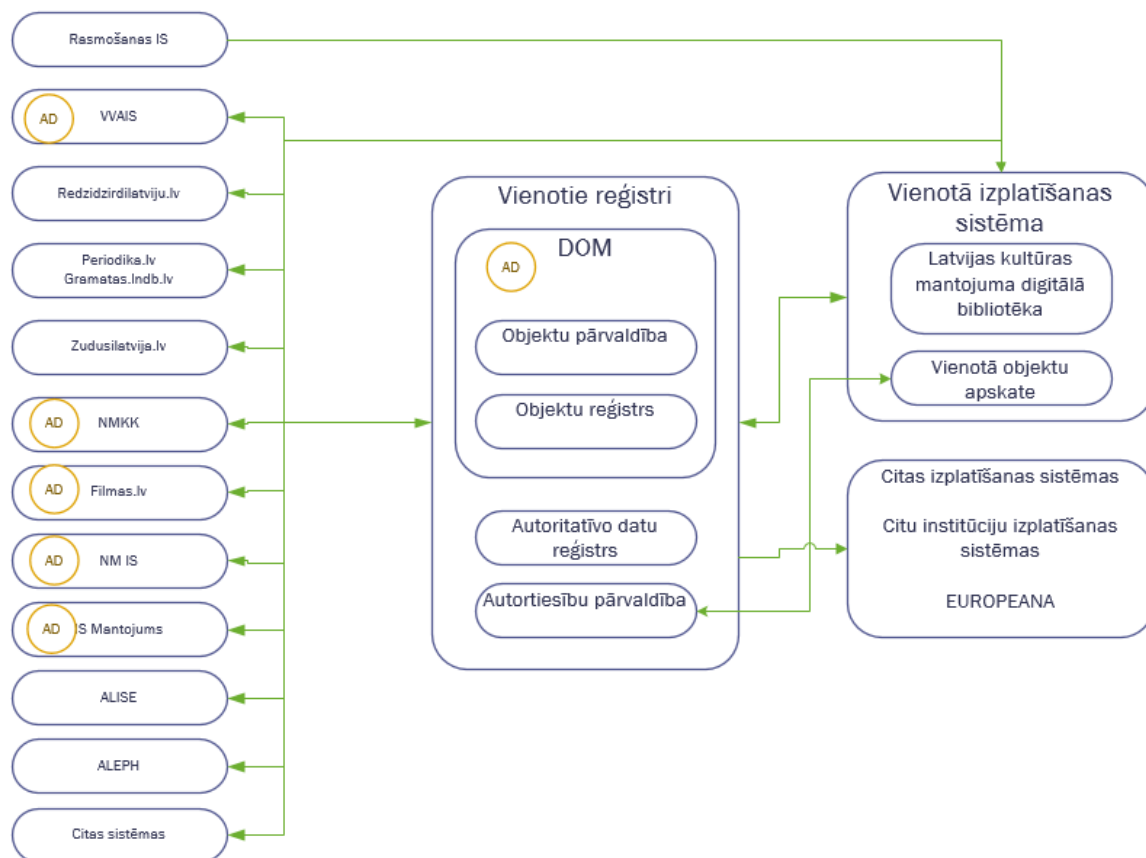 Rasmošanas IS
AD
VVAIS
Redzidzirdilatviju.lv
Periodika.lv
Gramatas.lndb.lv
Zudusilatvija.lv
AD
NMKK
AD
Filmas.lv
AD
NM IS
AD
IS Mantojums
ALISE
ALEPH
Citas sistēmas
Vienotie reģistri
AD
DOM
Objektu pārvaldība
Objektu reģistrs
Autoritatīvo datu
reģistrs
Autortiesību pārvaldība
Vienotā izplatīšanas
sistēma
Latvijas kultūras
mantojuma digitālā
bibliotēka
Vienotā objektu
apskate
Citas izplatīšanas sistēmas
Citu institūciju izplatīšanas
sistēmas
EUROPEANA